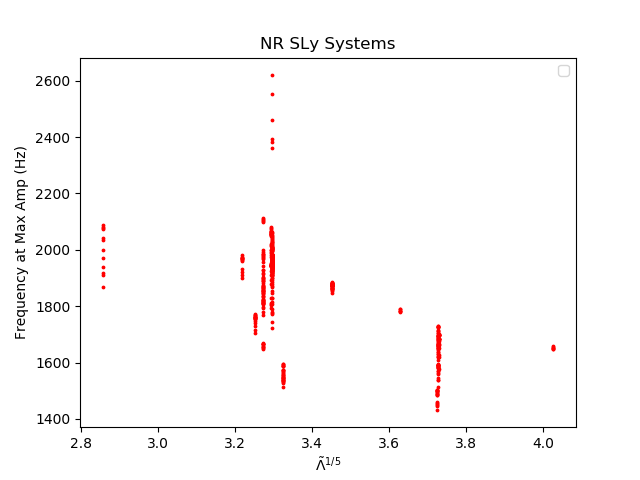 NR SLy Systems
Frequency at Max Amp (Hz)
2600
2400
2200
2000
1800
1600
1400
2.8 3.0 3.2 3.4 3.6 3.8 4.0
Λ̃^{1/5}